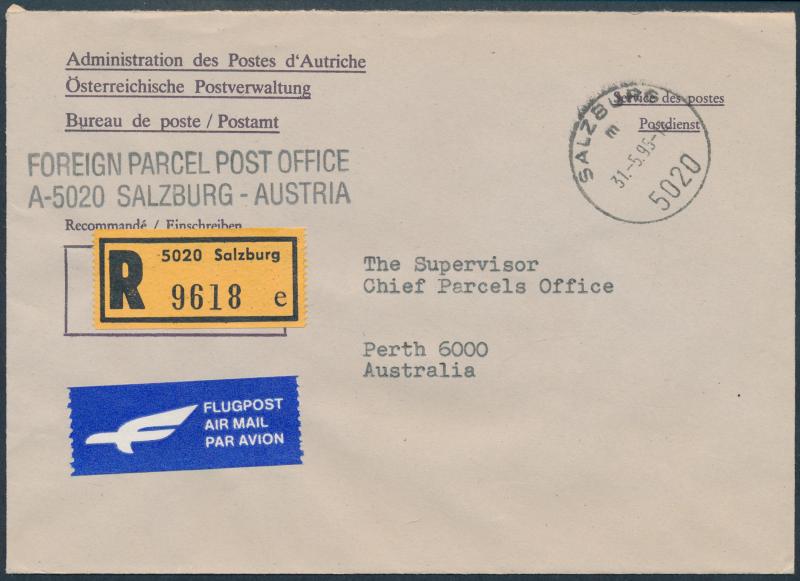 Administration des Postes d'Autriche
Österreichische Postverwaltung
Bureau de poste / Postamt
FOREIGN PARCEL POST OFFICE
A-5020 SALZBURG - AUSTRIA
Recommandé / Einschreiben
Service des postes
Postdienst
SALZBURG
e
5020
5020 Salzburg
R
9618 e
The Supervisor
Chief Parcels Office
Perth 6000
Australia
FLUGPOST
AIR MAIL
PAR AVION